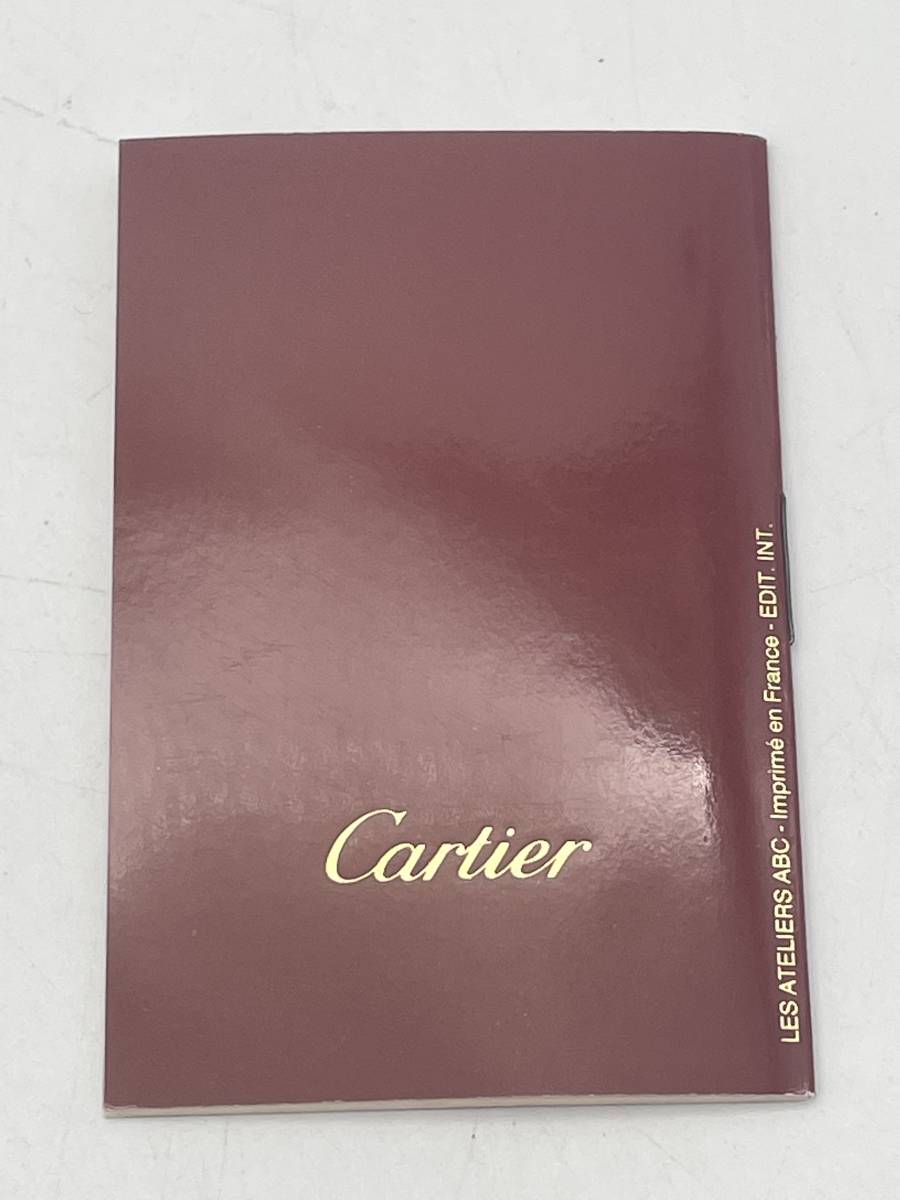 Cartier
LES ATELIERS ABC - Imprimé en France - EDIT. INT.